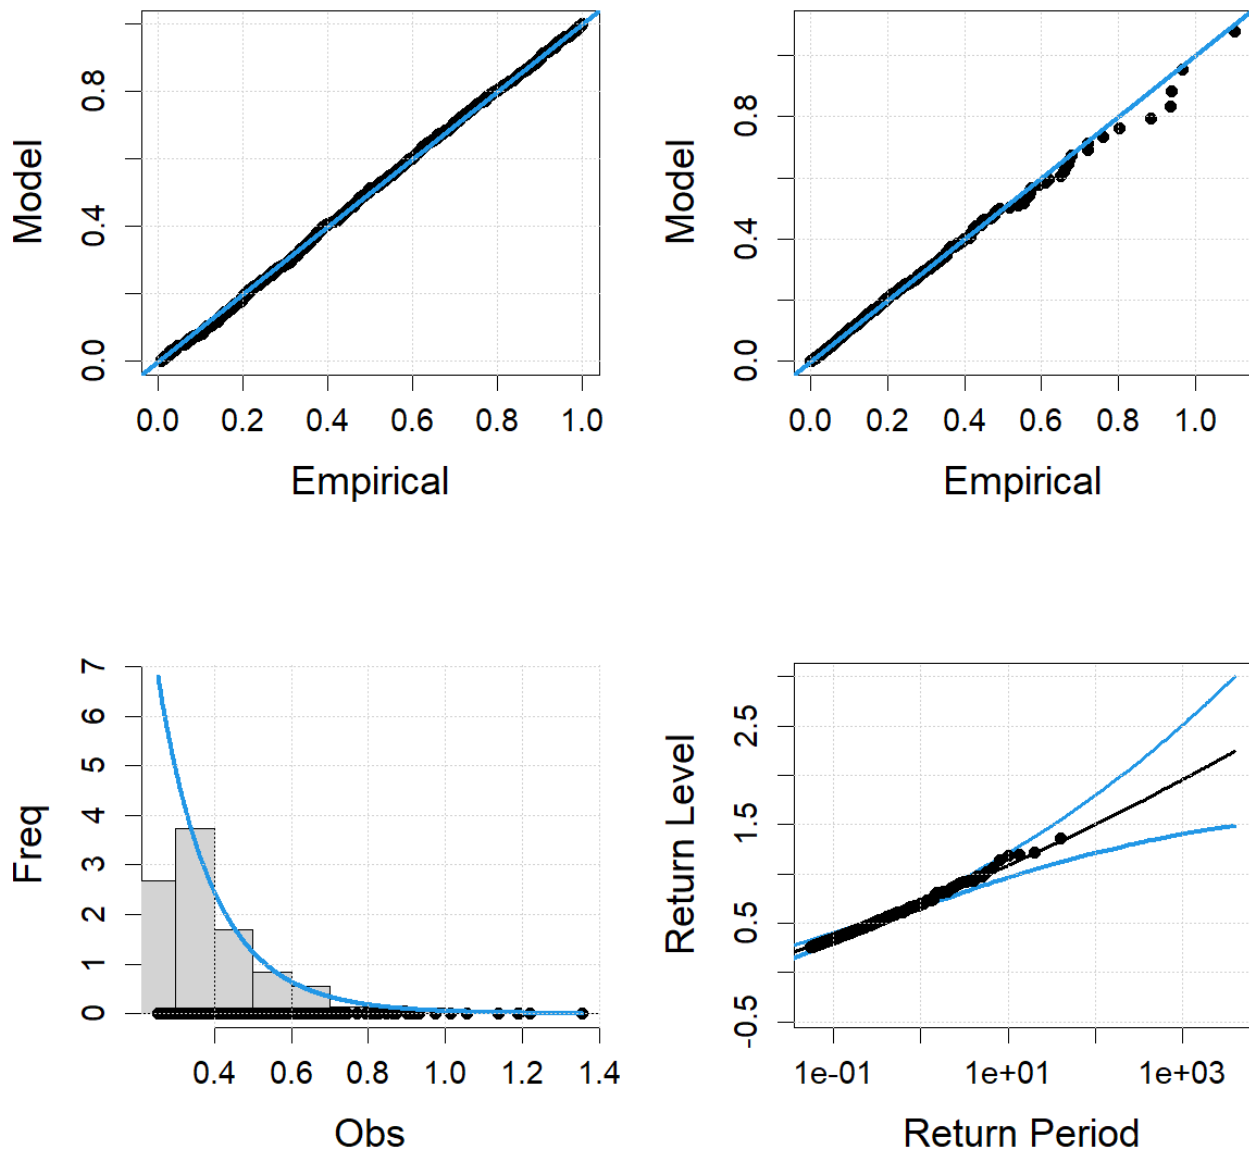 0.0 0.4 0.8
Model
0.0 0.2 0.4 0.6 0.8 1.0
Empirical
0.0 0.4 0.8
Model
0.0 0.2 0.4 0.6 0.8 1.0
Empirical
0 1 2 3 4 5 6 7
Freq
0.4 0.6 0.8 1.0 1.2 1.4
Obs
-0.5 0.5 1.5 2.5
Return Level
1e-01 1e+01 1e+03
Return Period